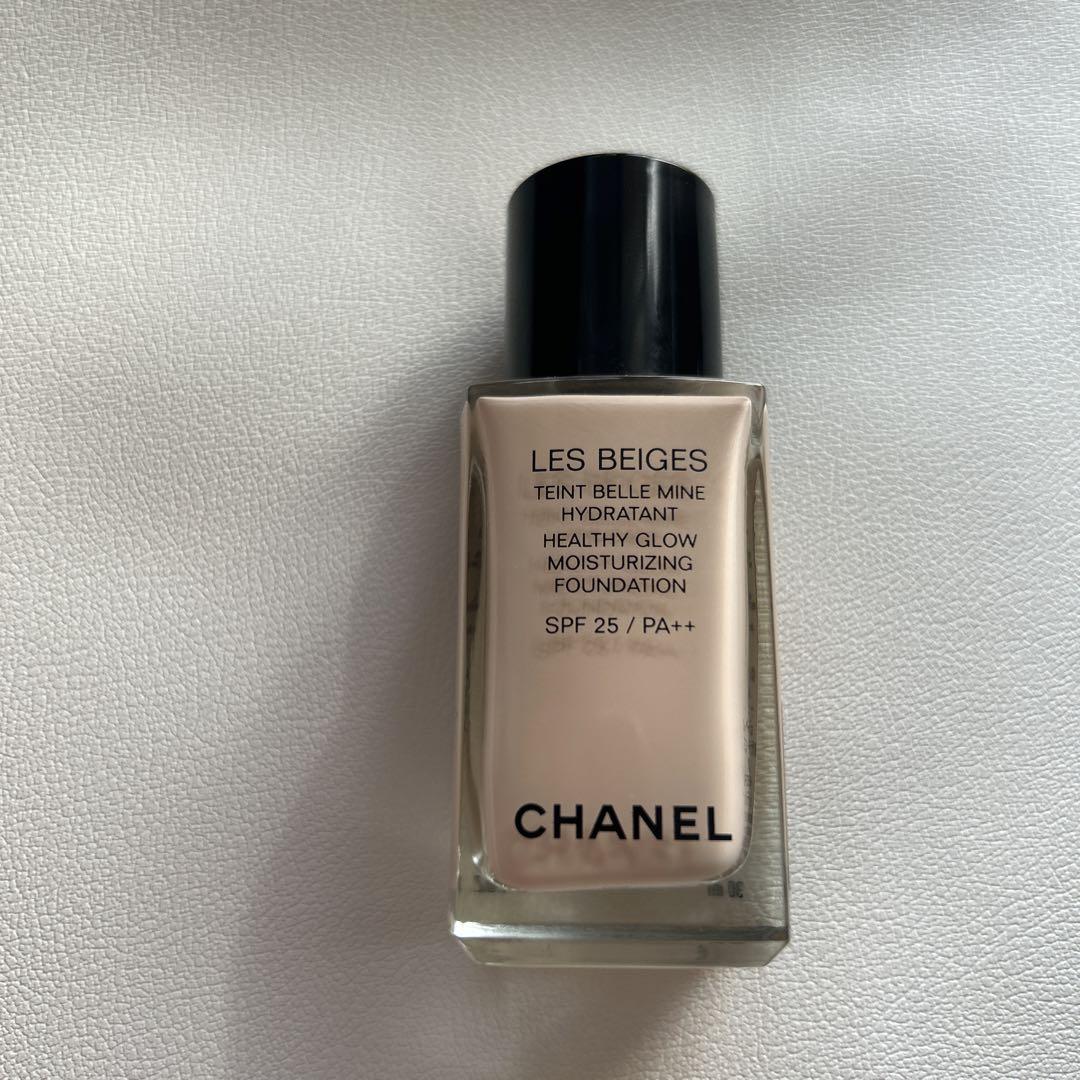 LES BEIGES
TEINT BELLE MINE
HYDRATANT
HEALTHY GLOW
MOISTURIZING
FOUNDATION
SPF 25 / PA++
CHANEL